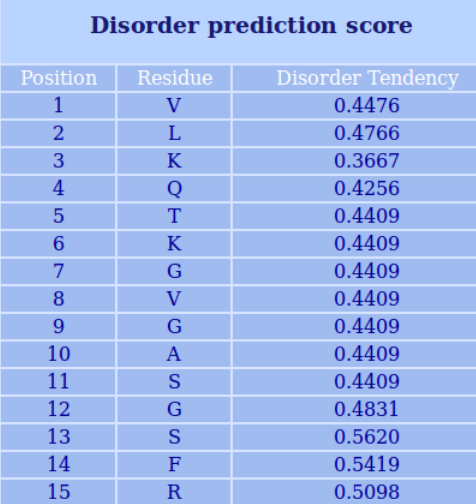 Disorder prediction score
Position Residue Disorder Tendency
1 V 0.4476
2 L 0.4766
3 K 0.3667
4 Q 0.4256
5 T 0.4409
6 K 0.4409
7 G 0.4409
8 V 0.4409
9 G 0.4409
10 A 0.4409
11 S 0.4409
12 G 0.4831
13 S 0.5620
14 F 0.5419
15 R 0.5098